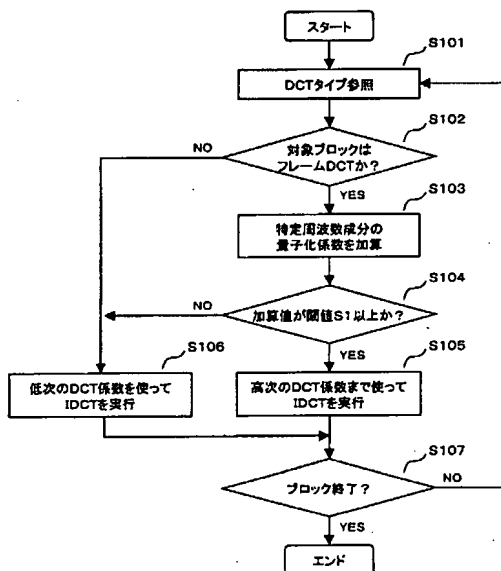 スタート
S101
DCTタイプ参照
S102
対象ブロックは
フレームDCTか?
NO
YES
S103
特定周波数成分の
量子化係数を加算
S104
加算値が閾値S1以上か?
NO
YES
S106
S105
低次のDCT係数を使って
IDCTを実行
高次のDCT係数まで使って
IDCTを実行
S107
ブロック終了?
NO
YES
エンド